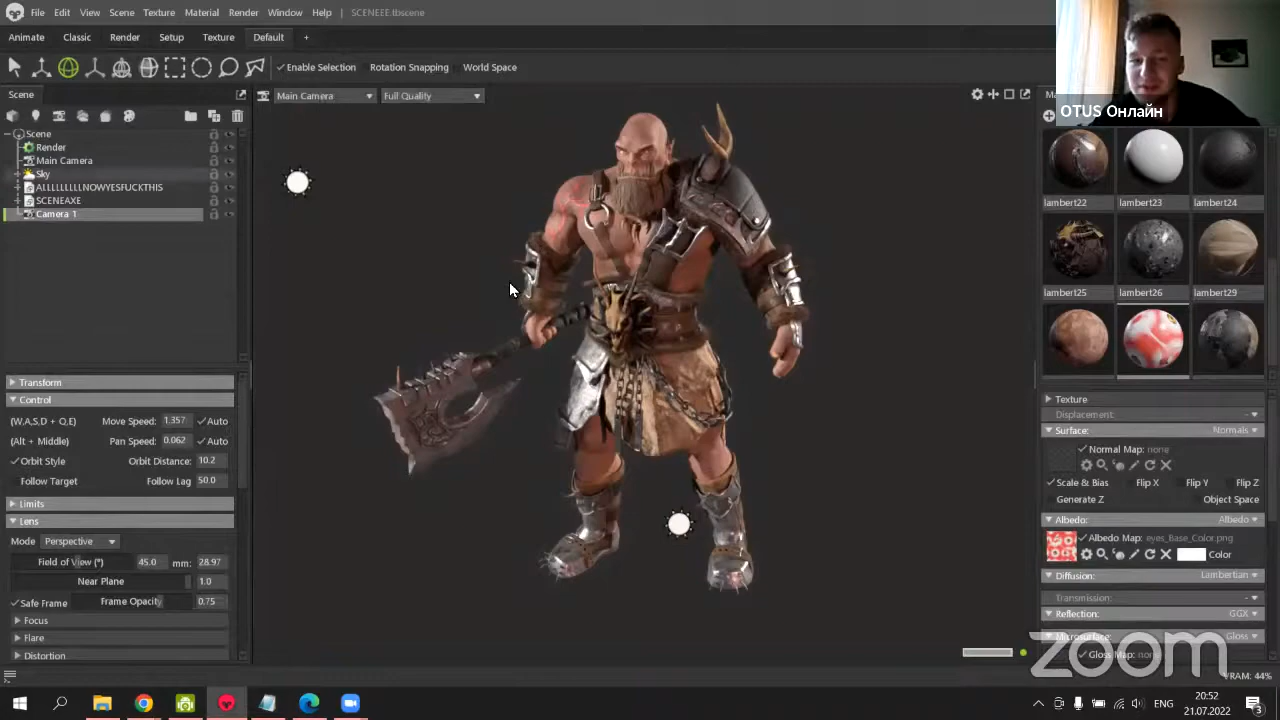 File Edit View Scene Texture Material Render Window Help SCENEEE.tbscene
Animate Classic Render Setup Texture Default +
Enable Selection Rotation Snapping World Space
OTUS Онлайн
Scene
Main Camera Full Quality
Scene
Render
Main Camera
Sky
ALLLLLLLLLNOWYESFUCKTHIS
SCENEAXE
Camera 1
lambert22 lambert23 lambert24
lambert25 lambert26 lambert29
Transform
Control
(W,A,S,D + Q,E) Move Speed: 1.357 Auto
(Alt + Middle) Pan Speed: 0.062 Auto
Orbit Style Orbit Distance: 10.2
Follow Target Follow Lag 50.0
Limits
Lens
Mode Perspective
Field of View (°) 45.0 mm: 28.97
Near Plane 1.0
Safe Frame Frame Opacity 0.75
Focus
Flare
Distortion
Texture
Displacement: -
Surface: Normals
Normal Map: none
Scale & Bias Flip X Flip Y Flip Z
Generate Z Object Space
Albedo: Albedo
Albedo Map: eyes_Base_Color.png
Color
Diffusion: Lambertian
Transmission: -
Reflection: GGX
Microsurface: Gloss
Gloss Map: none
zoom
VRAM: 44%
ENG
20:52
21.07.2022
3